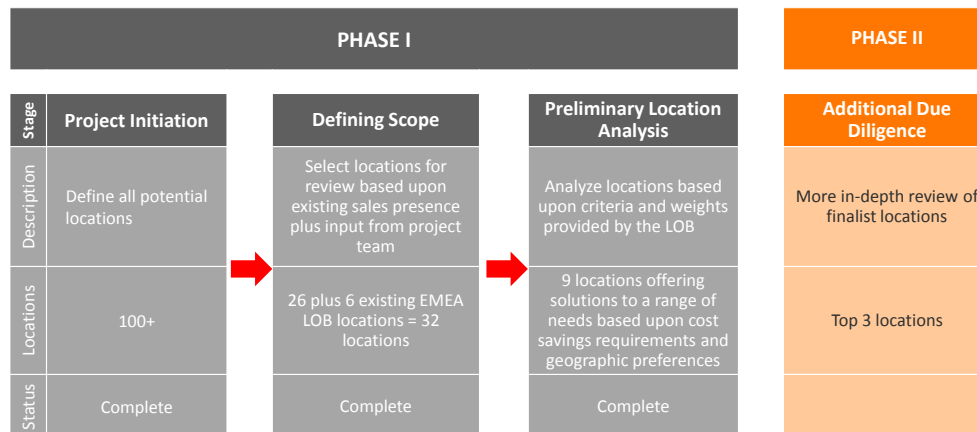 PHASE I
PHASE II
Stage
Project Initiation
Defining Scope
Preliminary Location
Analysis
Additional Due
Diligence
Description
Define all potential
locations
Select locations for
review based upon
existing sales presence
plus input from project
team
Analyze locations based
upon criteria and weights
provided by the LOB
More in-depth review of
finalist locations
Locations
100+
26 plus 6 existing EMEA
LOB locations = 32
locations
9 locations offering
solutions to a range of
needs based upon cost
savings requirements and
geographic preferences
Top 3 locations
Status
Complete
Complete
Complete